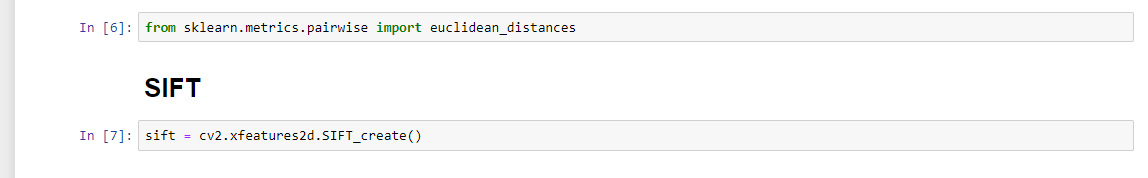 In [6]: from sklearn.metrics.pairwise import euclidean_distances
SIFT
In [7]: sift = cv2.xfeatures2d.SIFT_create()